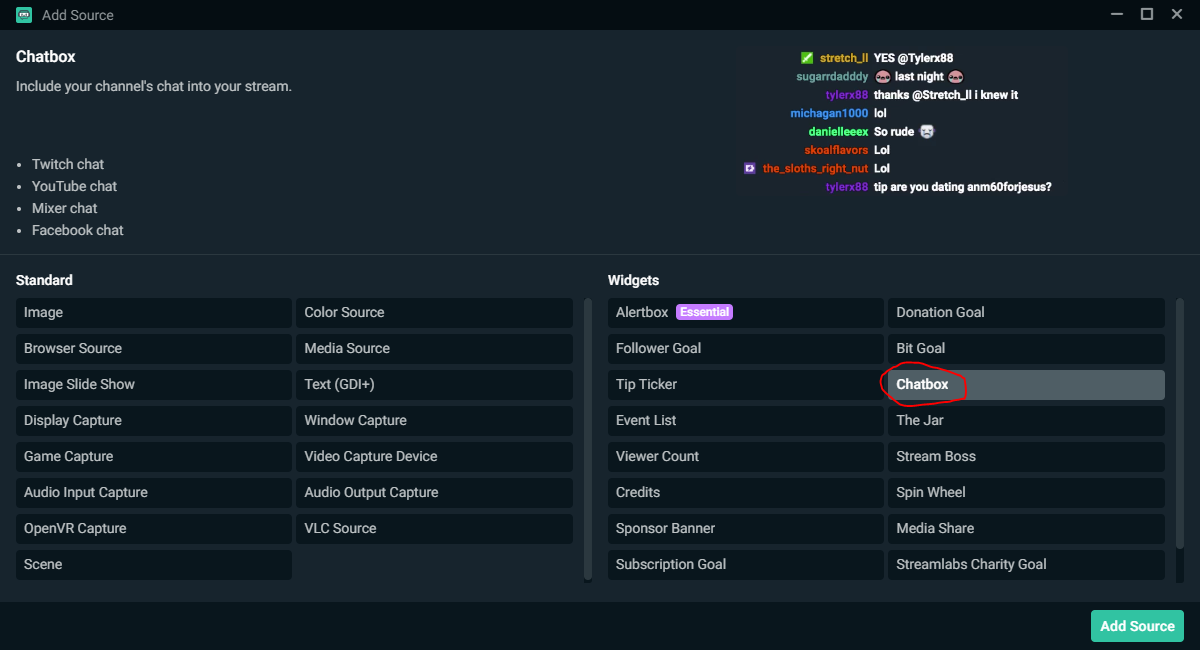 Add Source
Chatbox
Include your channel's chat into your stream.
Twitch chat
YouTube chat
Mixer chat
Facebook chat
stretch_ll YES @Tylerx88
sugarrdadddy last night
tylerx88 thanks @Stretch_ll i knew it
michagan1000 lol
danielleeex So rude
skoalflavors Lol
the_sloths_right_nut Lol
tylerx88 tip are you dating anm60forjesus?
Standard
Image
Color Source
Browser Source
Media Source
Image Slide Show
Text (GDI+)
Display Capture
Window Capture
Game Capture
Video Capture Device
Audio Input Capture
Audio Output Capture
OpenVR Capture
VLC Source
Scene
Widgets
Alertbox Essential
Donation Goal
Follower Goal
Bit Goal
Tip Ticker
Chatbox
Event List
The Jar
Viewer Count
Stream Boss
Credits
Spin Wheel
Sponsor Banner
Media Share
Subscription Goal
Streamlabs Charity Goal
Add Source